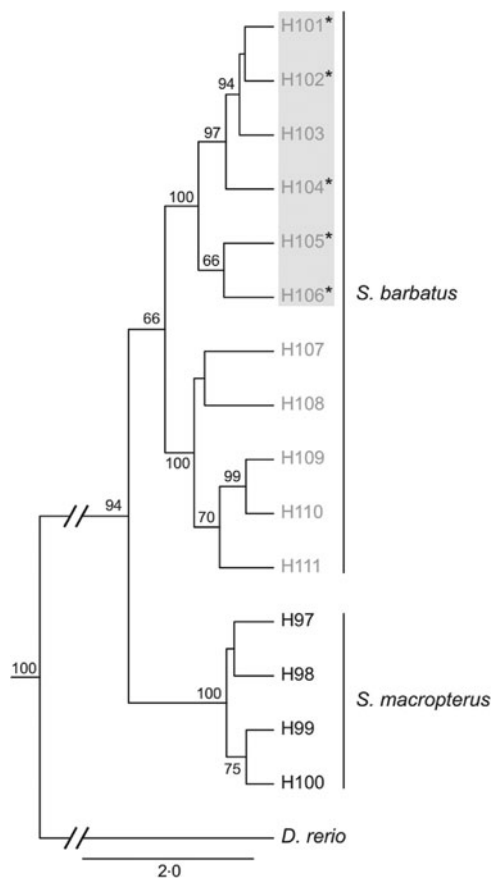 H101*
H102*
94
H103
97
H104*
100
H105*
66
H106*
S. barbatus
66
H107
H108
100
H109
99
H110
94
70
H111
H97
H98
100
S. macropterus
H99
75
H100
100
D. rerio
2·0